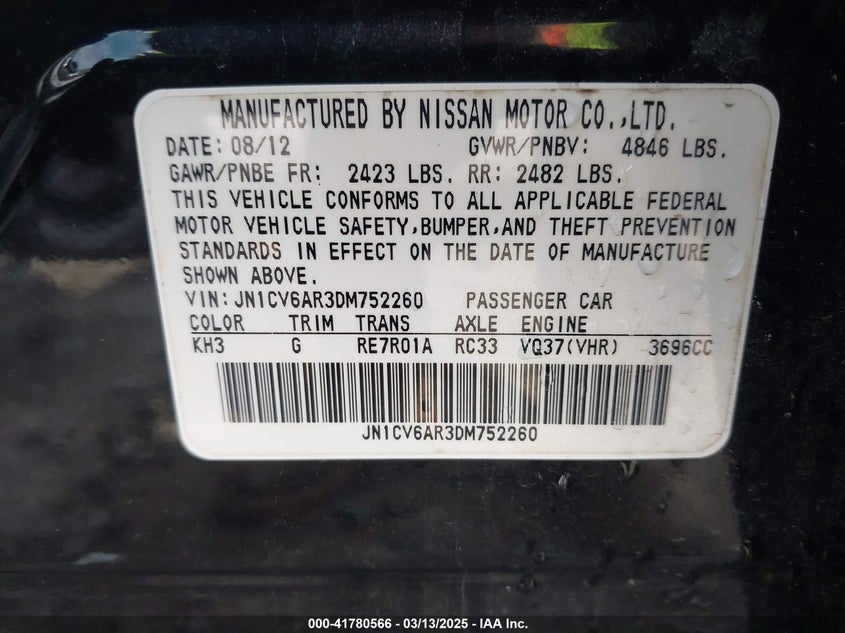 MANUFACTURED BY NISSAN MOTOR CO.,LTD.
DATE: 08/12 GVWR/PNBV: 4846 LBS.
GAWR/PNBE FR: 2423 LBS. RR: 2482 LBS.
THIS VEHICLE CONFORMS TO ALL APPLICABLE FEDERAL
MOTOR VEHICLE SAFETY,BUMPER,AND THEFT PREVENTION
STANDARDS IN EFFECT ON THE DATE OF MANUFACTURE
SHOWN ABOVE.
VIN: JN1CV6AR3DM752260 PASSENGER CAR
COLOR TRIM TRANS AXLE ENGINE
KH3 G RE7R01A RC33 VQ37(VHR) 3696CC
JN1CV6AR3DM752260
000-41780566 - 03/13/2025 - IAA Inc.